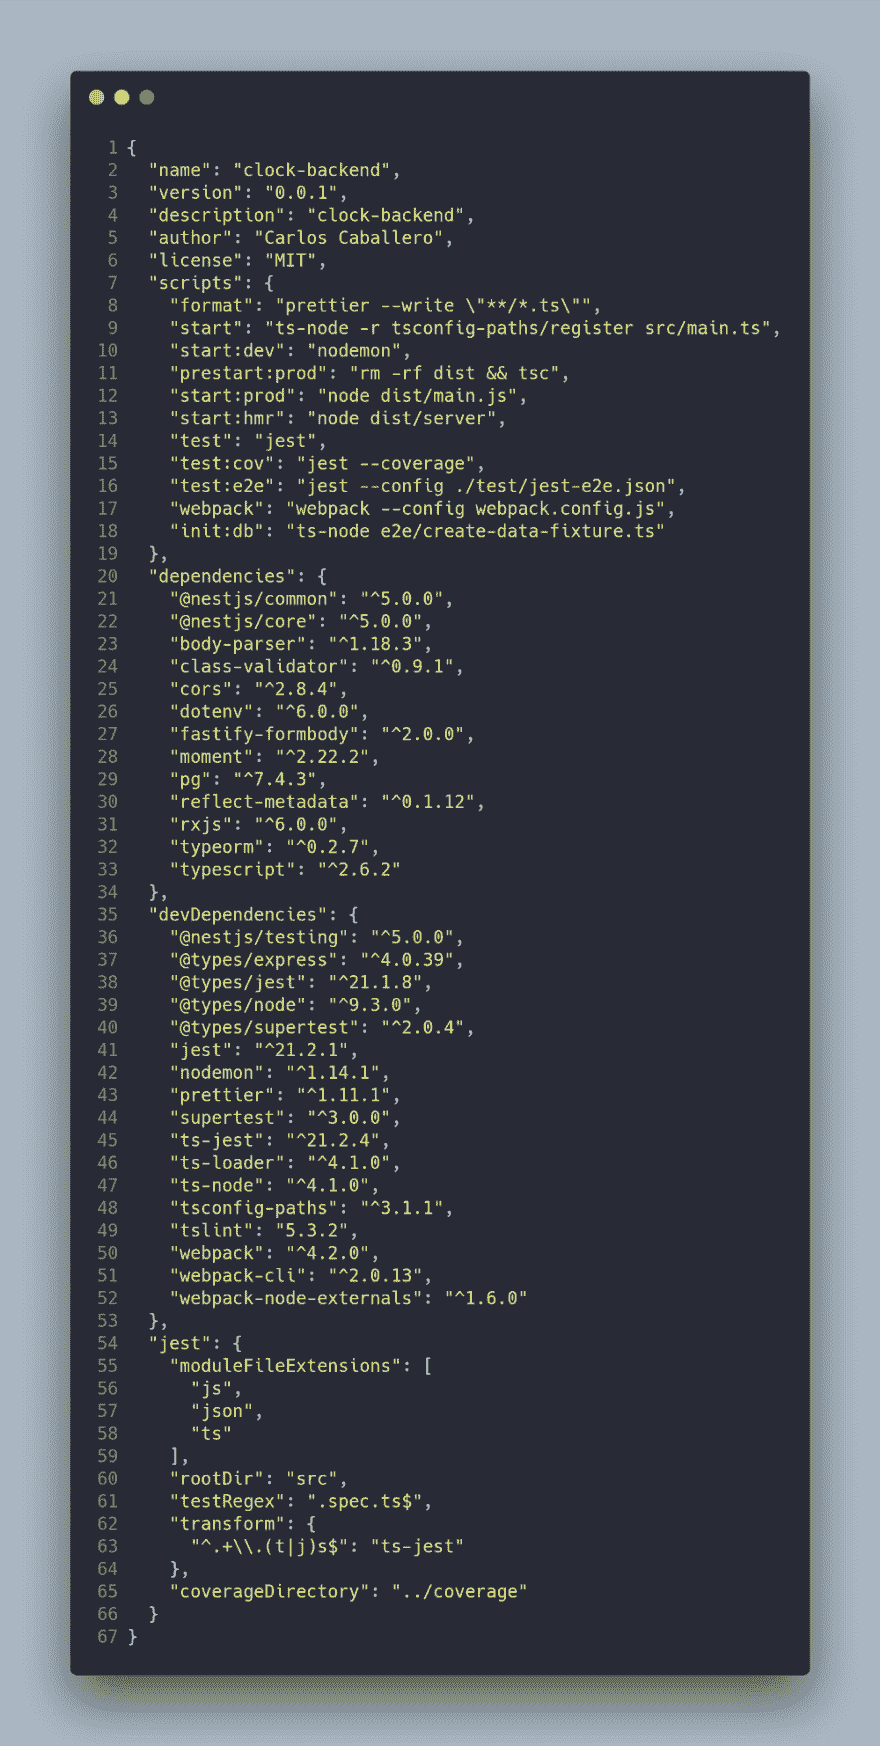 1 {
2 "name": "clock-backend",
3 "version": "0.0.1",
4 "description": "clock-backend",
5 "author": "Carlos Caballero",
6 "license": "MIT",
7 "scripts": {
8 "format": "prettier --write \"**/*.ts\"",
9 "start": "ts-node -r tsconfig-paths/register src/main.ts",
10 "start:dev": "nodemon",
11 "prestart:prod": "rm -rf dist && tsc",
12 "start:prod": "node dist/main.js",
13 "start:hmr": "node dist/server",
14 "test": "jest",
15 "test:cov": "jest --coverage",
16 "test:e2e": "jest --config ./test/jest-e2e.json",
17 "webpack": "webpack --config webpack.config.js",
18 "init:db": "ts-node e2e/create-data-fixture.ts"
19 },
20 "dependencies": {
21 "@nestjs/common": "^5.0.0",
22 "@nestjs/core": "^5.0.0",
23 "body-parser": "^1.18.3",
24 "class-validator": "^0.9.1",
25 "cors": "^2.8.4",
26 "dotenv": "^6.0.0",
27 "fastify-formbody": "^2.0.0",
28 "moment": "^2.22.2",
29 "pg": "^7.4.3",
30 "reflect-metadata": "^0.1.12",
31 "rxjs": "^6.0.0",
32 "typeorm": "^0.2.7",
33 "typescript": "^2.6.2"
34 },
35 "devDependencies": {
36 "@nestjs/testing": "^5.0.0",
37 "@types/express": "^4.0.39",
38 "@types/jest": "^21.1.8",
39 "@types/node": "^9.3.0",
40 "@types/supertest": "^2.0.4",
41 "jest": "^21.2.1",
42 "nodemon": "^1.14.1",
43 "prettier": "^1.11.1",
44 "supertest": "^3.0.0",
45 "ts-jest": "^21.2.4",
46 "ts-loader": "^4.1.0",
47 "ts-node": "^4.1.0",
48 "tsconfig-paths": "^3.1.1",
49 "tslint": "5.3.2",
50 "webpack": "^4.2.0",
51 "webpack-cli": "^2.0.13",
52 "webpack-node-externals": "^1.6.0"
53 },
54 "jest": {
55 "moduleFileExtensions": [
56 "js",
57 "json",
58 "ts"
59 ],
60 "rootDir": "src",
61 "testRegex": ".spec.ts$",
62 "transform": {
63 "^.+\\.(t|j)s$": "ts-jest"
64 },
65 "coverageDirectory": "../coverage"
66 }
67 }